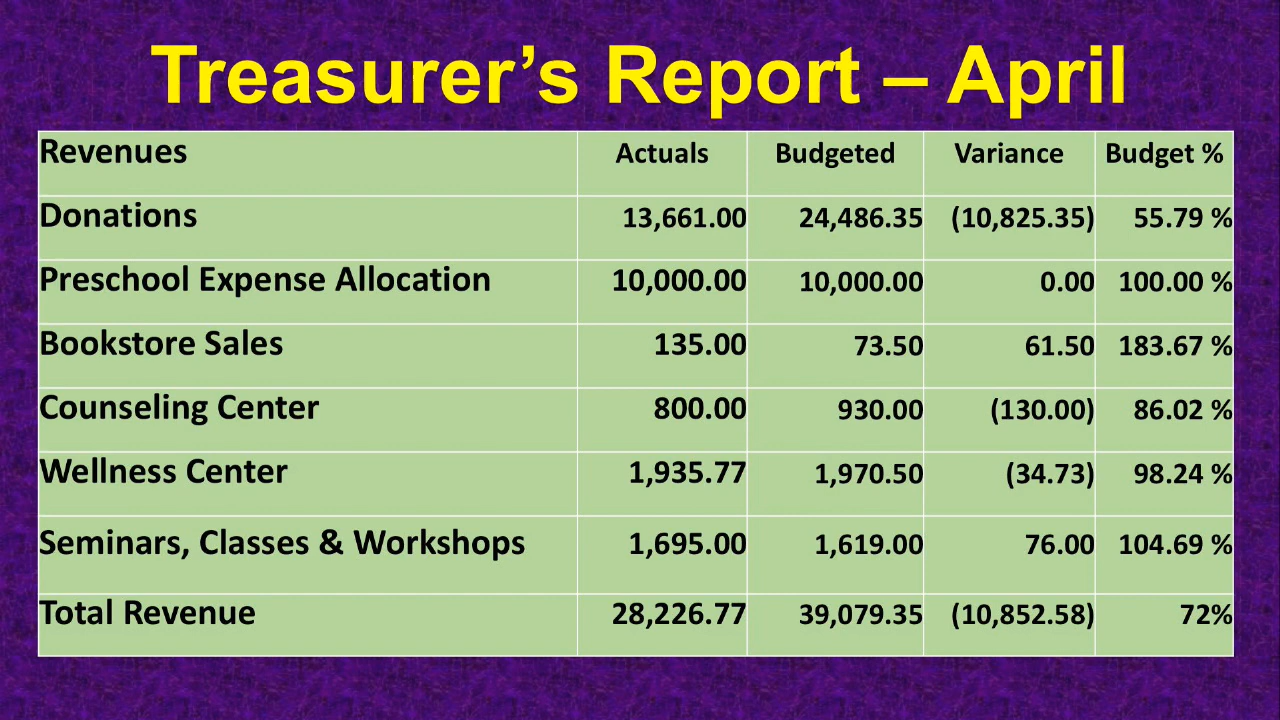 Treasurer’s Report – April
Revenues Actuals Budgeted Variance Budget %
Donations 13,661.00 24,486.35 (10,825.35) 55.79 %
Preschool Expense Allocation 10,000.00 10,000.00 0.00 100.00 %
Bookstore Sales 135.00 73.50 61.50 183.67 %
Counseling Center 800.00 930.00 (130.00) 86.02 %
Wellness Center 1,935.77 1,970.50 (34.73) 98.24 %
Seminars, Classes & Workshops 1,695.00 1,619.00 76.00 104.69 %
Total Revenue 28,226.77 39,079.35 (10,852.58) 72%